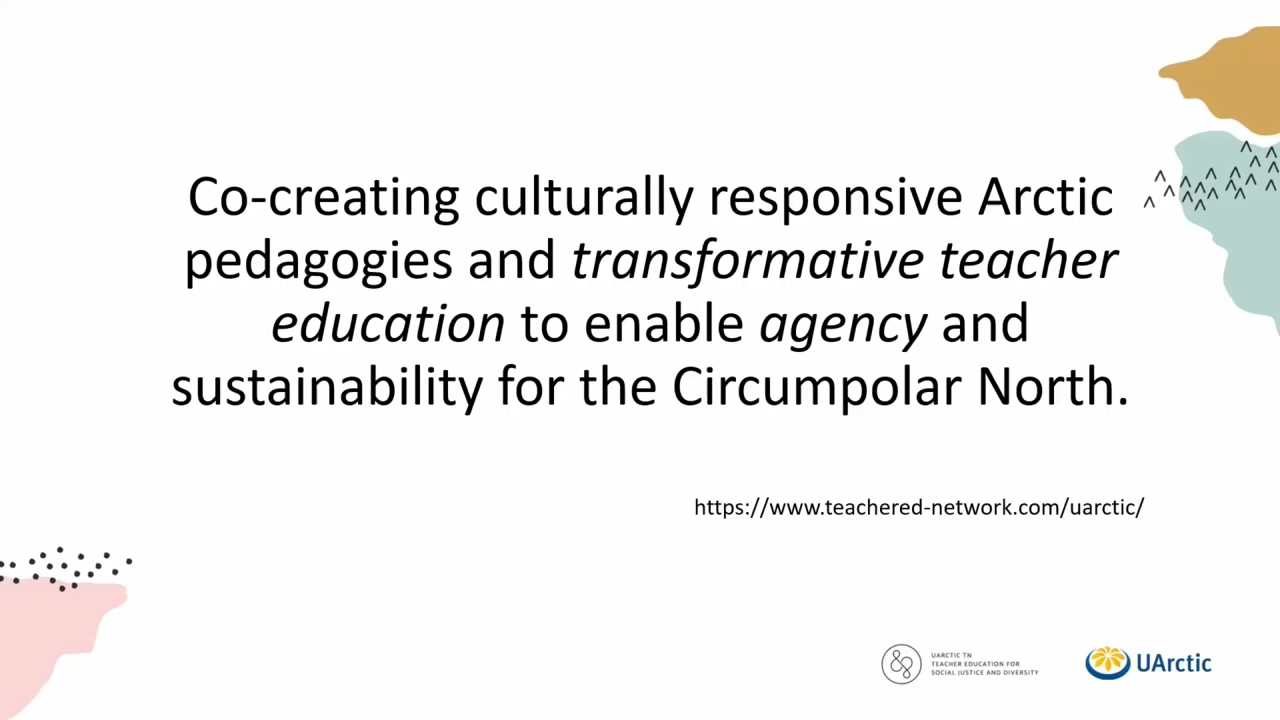 Co-creating culturally responsive Arctic
pedagogies and transformative teacher
education to enable agency and
sustainability for the Circumpolar North.
https://www.teachered-network.com/uarctic/
UARCTIC TN
TEACHER EDUCATION FOR
SOCIAL JUSTICE AND DIVERSITY
UArctic